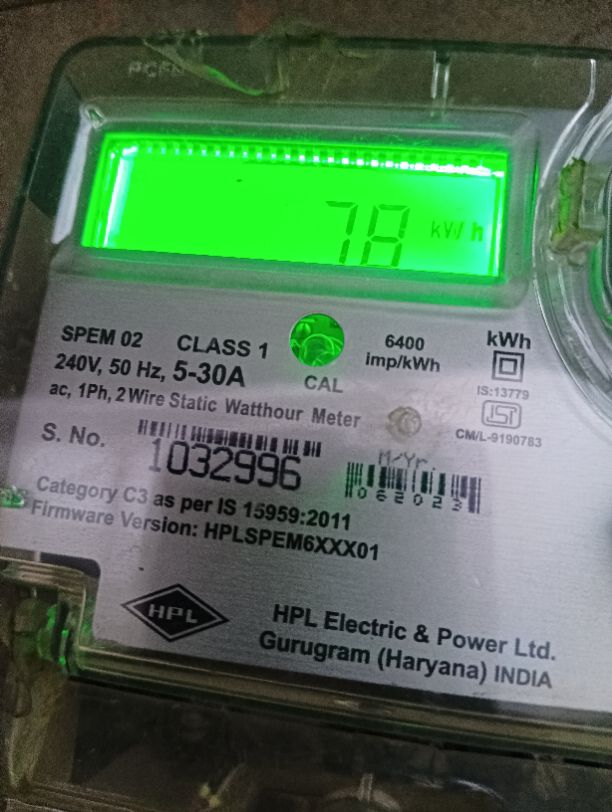 78 kWh
SPEM 02 CLASS 1
6400 imp/kWh
kWh
240V, 50 Hz, 5-30A
CAL
IS:13779
ac, 1Ph, 2 Wire Static Watthour Meter
ISI
CM/L-9190783
S. No.
1032996
M/Yr.
062023
Category C3 as per IS 15959:2011
Firmware Version: HPLSPEM6XXX01
HPL
HPL Electric & Power Ltd.
Gurugram (Haryana) INDIA